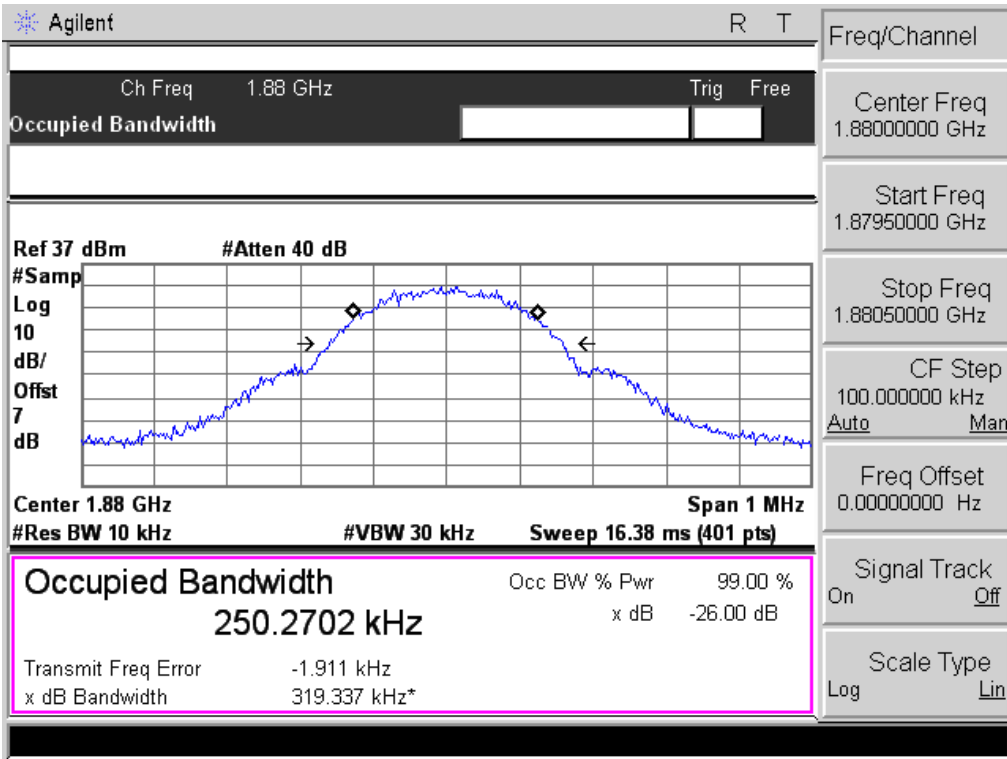 Agilent R T
Ch Freq 1.88 GHz Trig Free
Occupied Bandwidth
Ref 37 dBm #Atten 40 dB
#Samp
Log
10
dB/
Offst
7
dB
Center 1.88 GHz Span 1 MHz
#Res BW 10 kHz #VBW 30 kHz Sweep 16.38 ms (401 pts)
Occupied Bandwidth Occ BW % Pwr 99.00 %
250.2702 kHz x dB -26.00 dB
Transmit Freq Error -1.911 kHz
x dB Bandwidth 319.337 kHz*
Freq/Channel
Center Freq
1.88000000 GHz
Start Freq
1.87950000 GHz
Stop Freq
1.88050000 GHz
CF Step
100.000000 kHz
Auto Man
Freq Offset
0.00000000 Hz
Signal Track
On Off
Scale Type
Log Lin